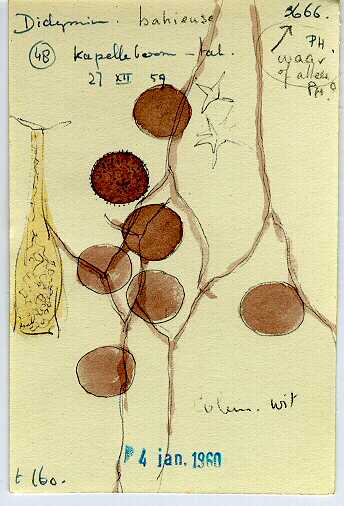 Didymium. bahiense
3666.
48 Kapelleboom - tal.
27 XII 59
PH.
waar
of alleen
PH?
Colum. wit
4 jan. 1960
t 160.